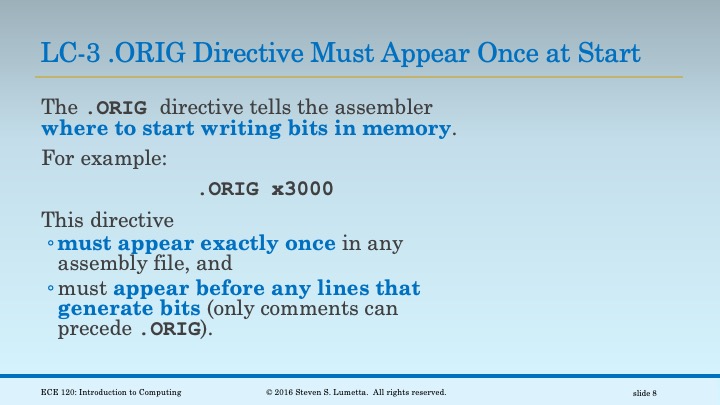 LC-3 .ORIG Directive Must Appear Once at Start
The .ORIG directive tells the assembler
where to start writing bits in memory.
For example:
.ORIG x3000
This directive
◦must appear exactly once in any
assembly file, and
◦must appear before any lines that
generate bits (only comments can
precede .ORIG).
ECE 120: Introduction to Computing
© 2016 Steven S. Lumetta. All rights reserved.
slide 8